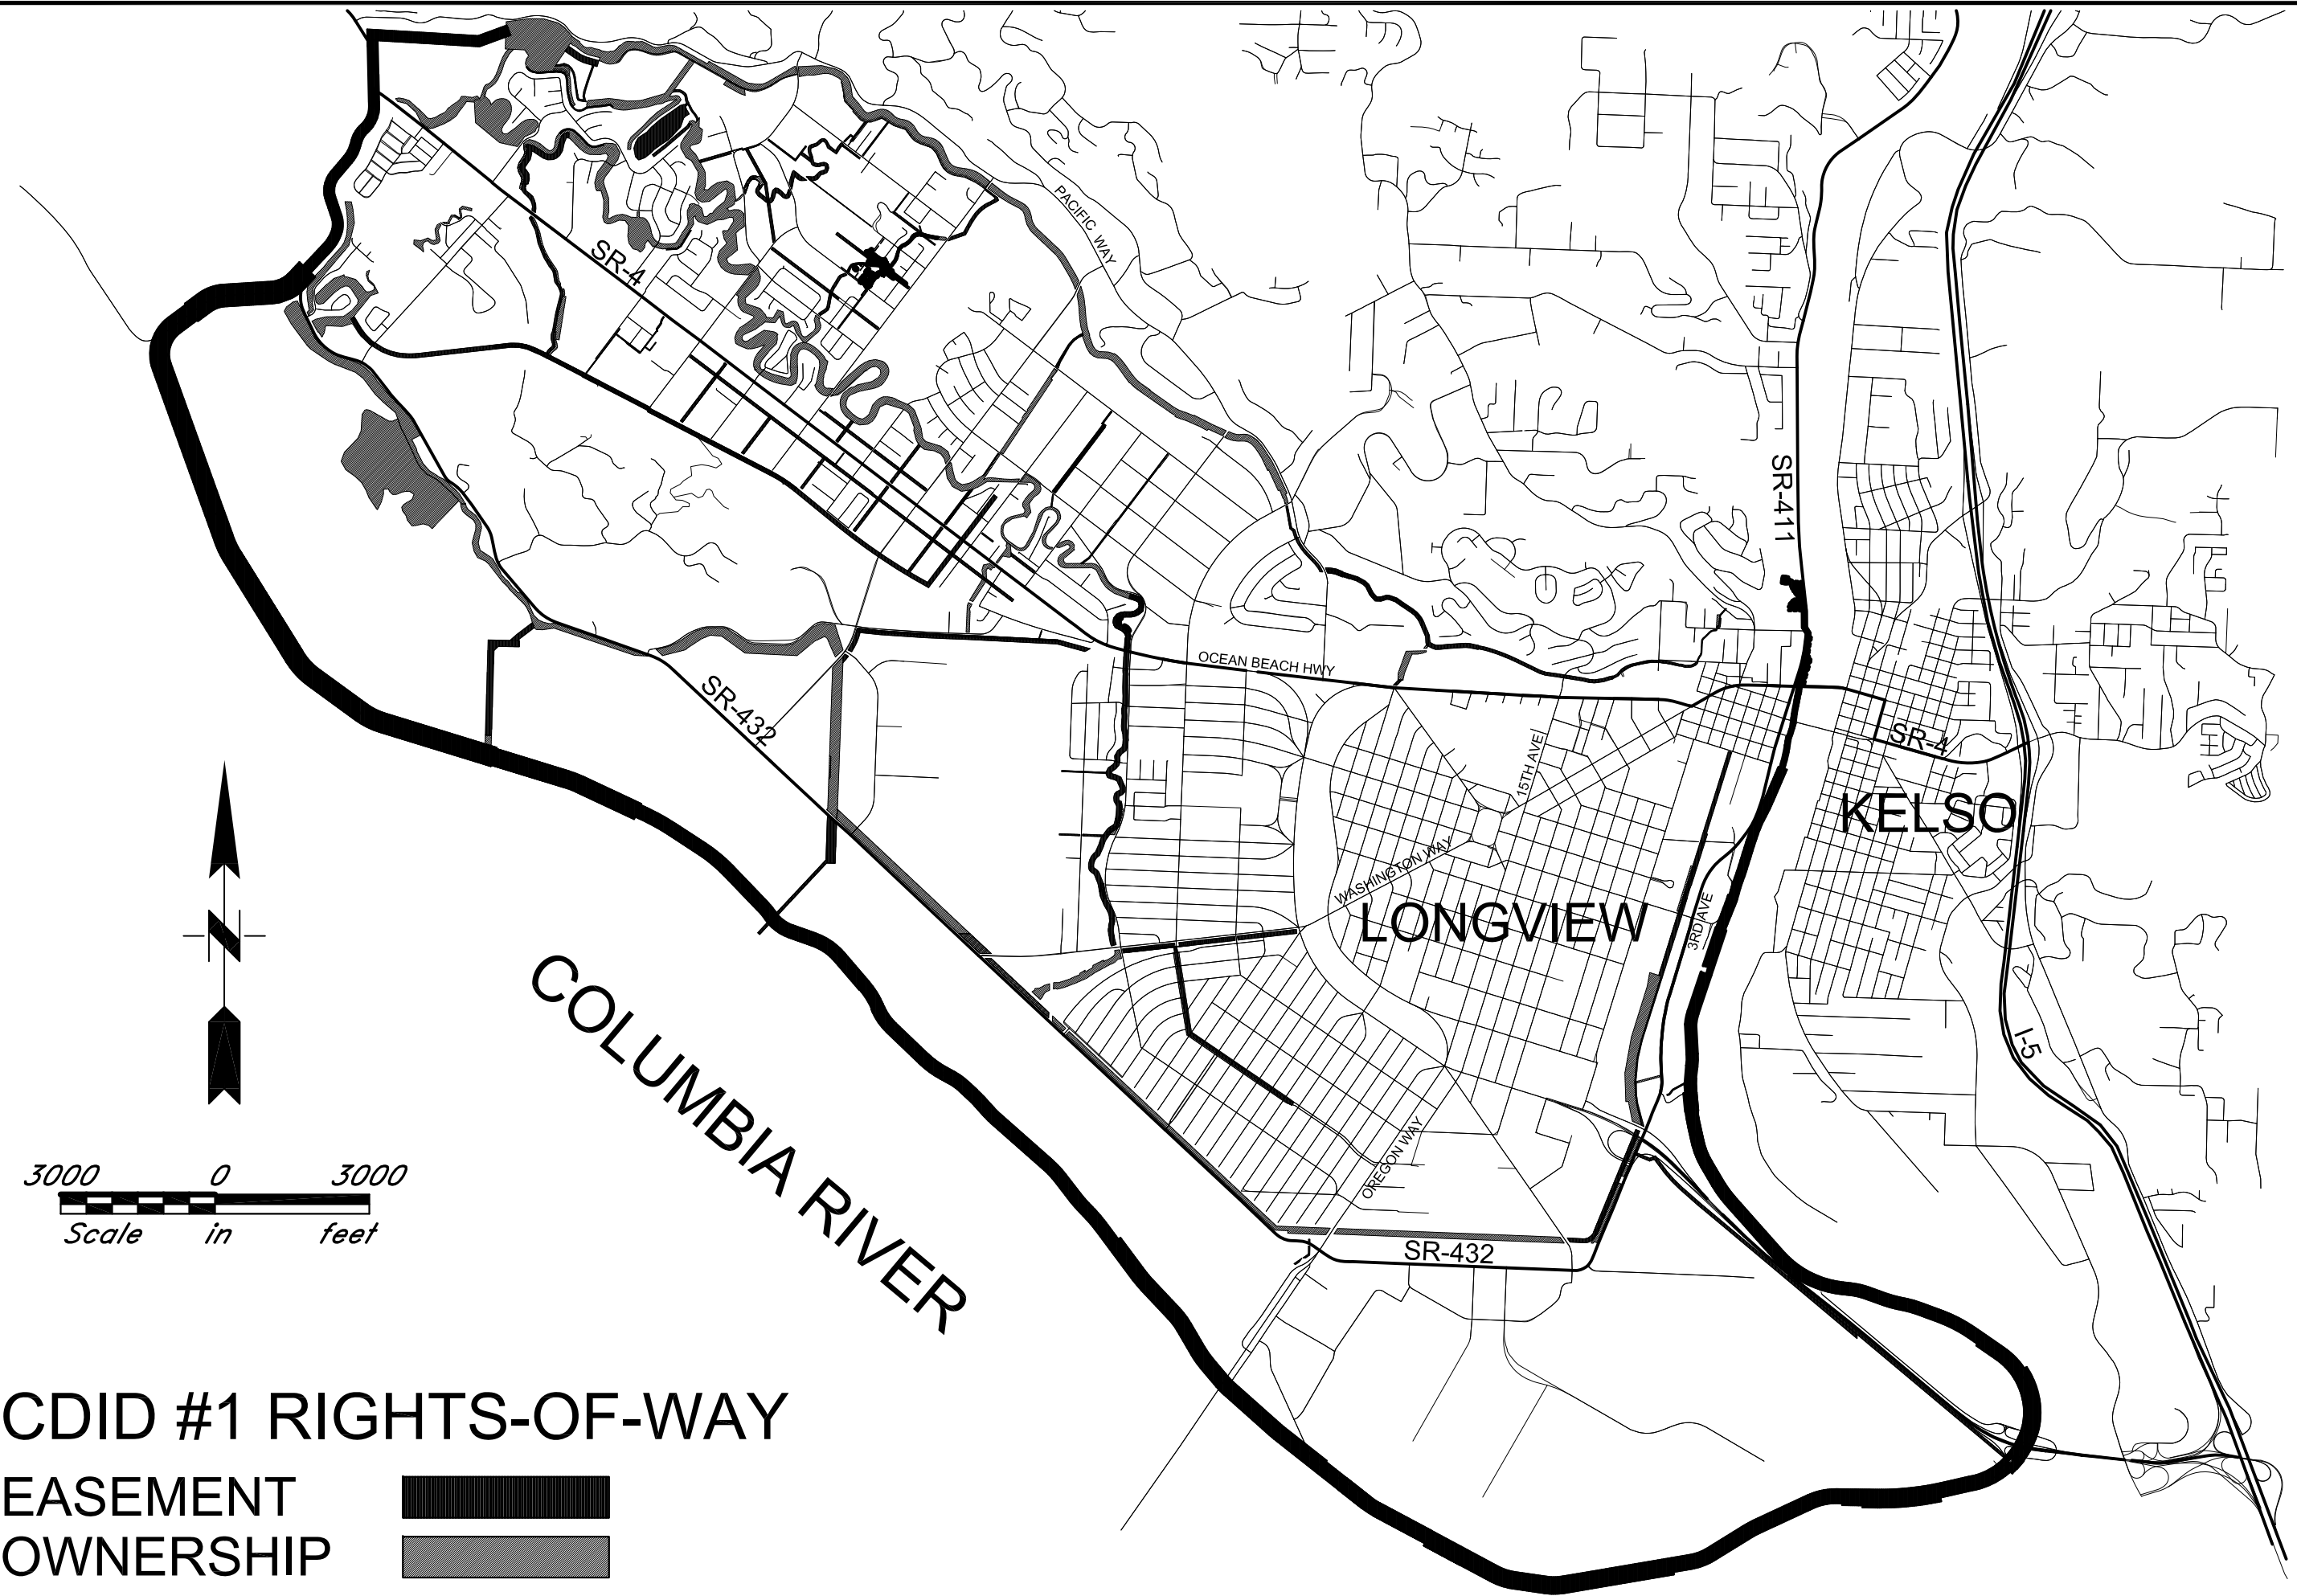 PACIFIC WAY
SR-4
SR-411
OCEAN BEACH HWY
SR-432
15TH AVE
SR-4
KELSO
WASHINGTON WAY
LONGVIEW
3RD AVE
N
COLUMBIA RIVER
I-5
OREGON WAY
3000 0 3000
Scale in feet
SR-432
CDID #1 RIGHTS-OF-WAY
EASEMENT
OWNERSHIP